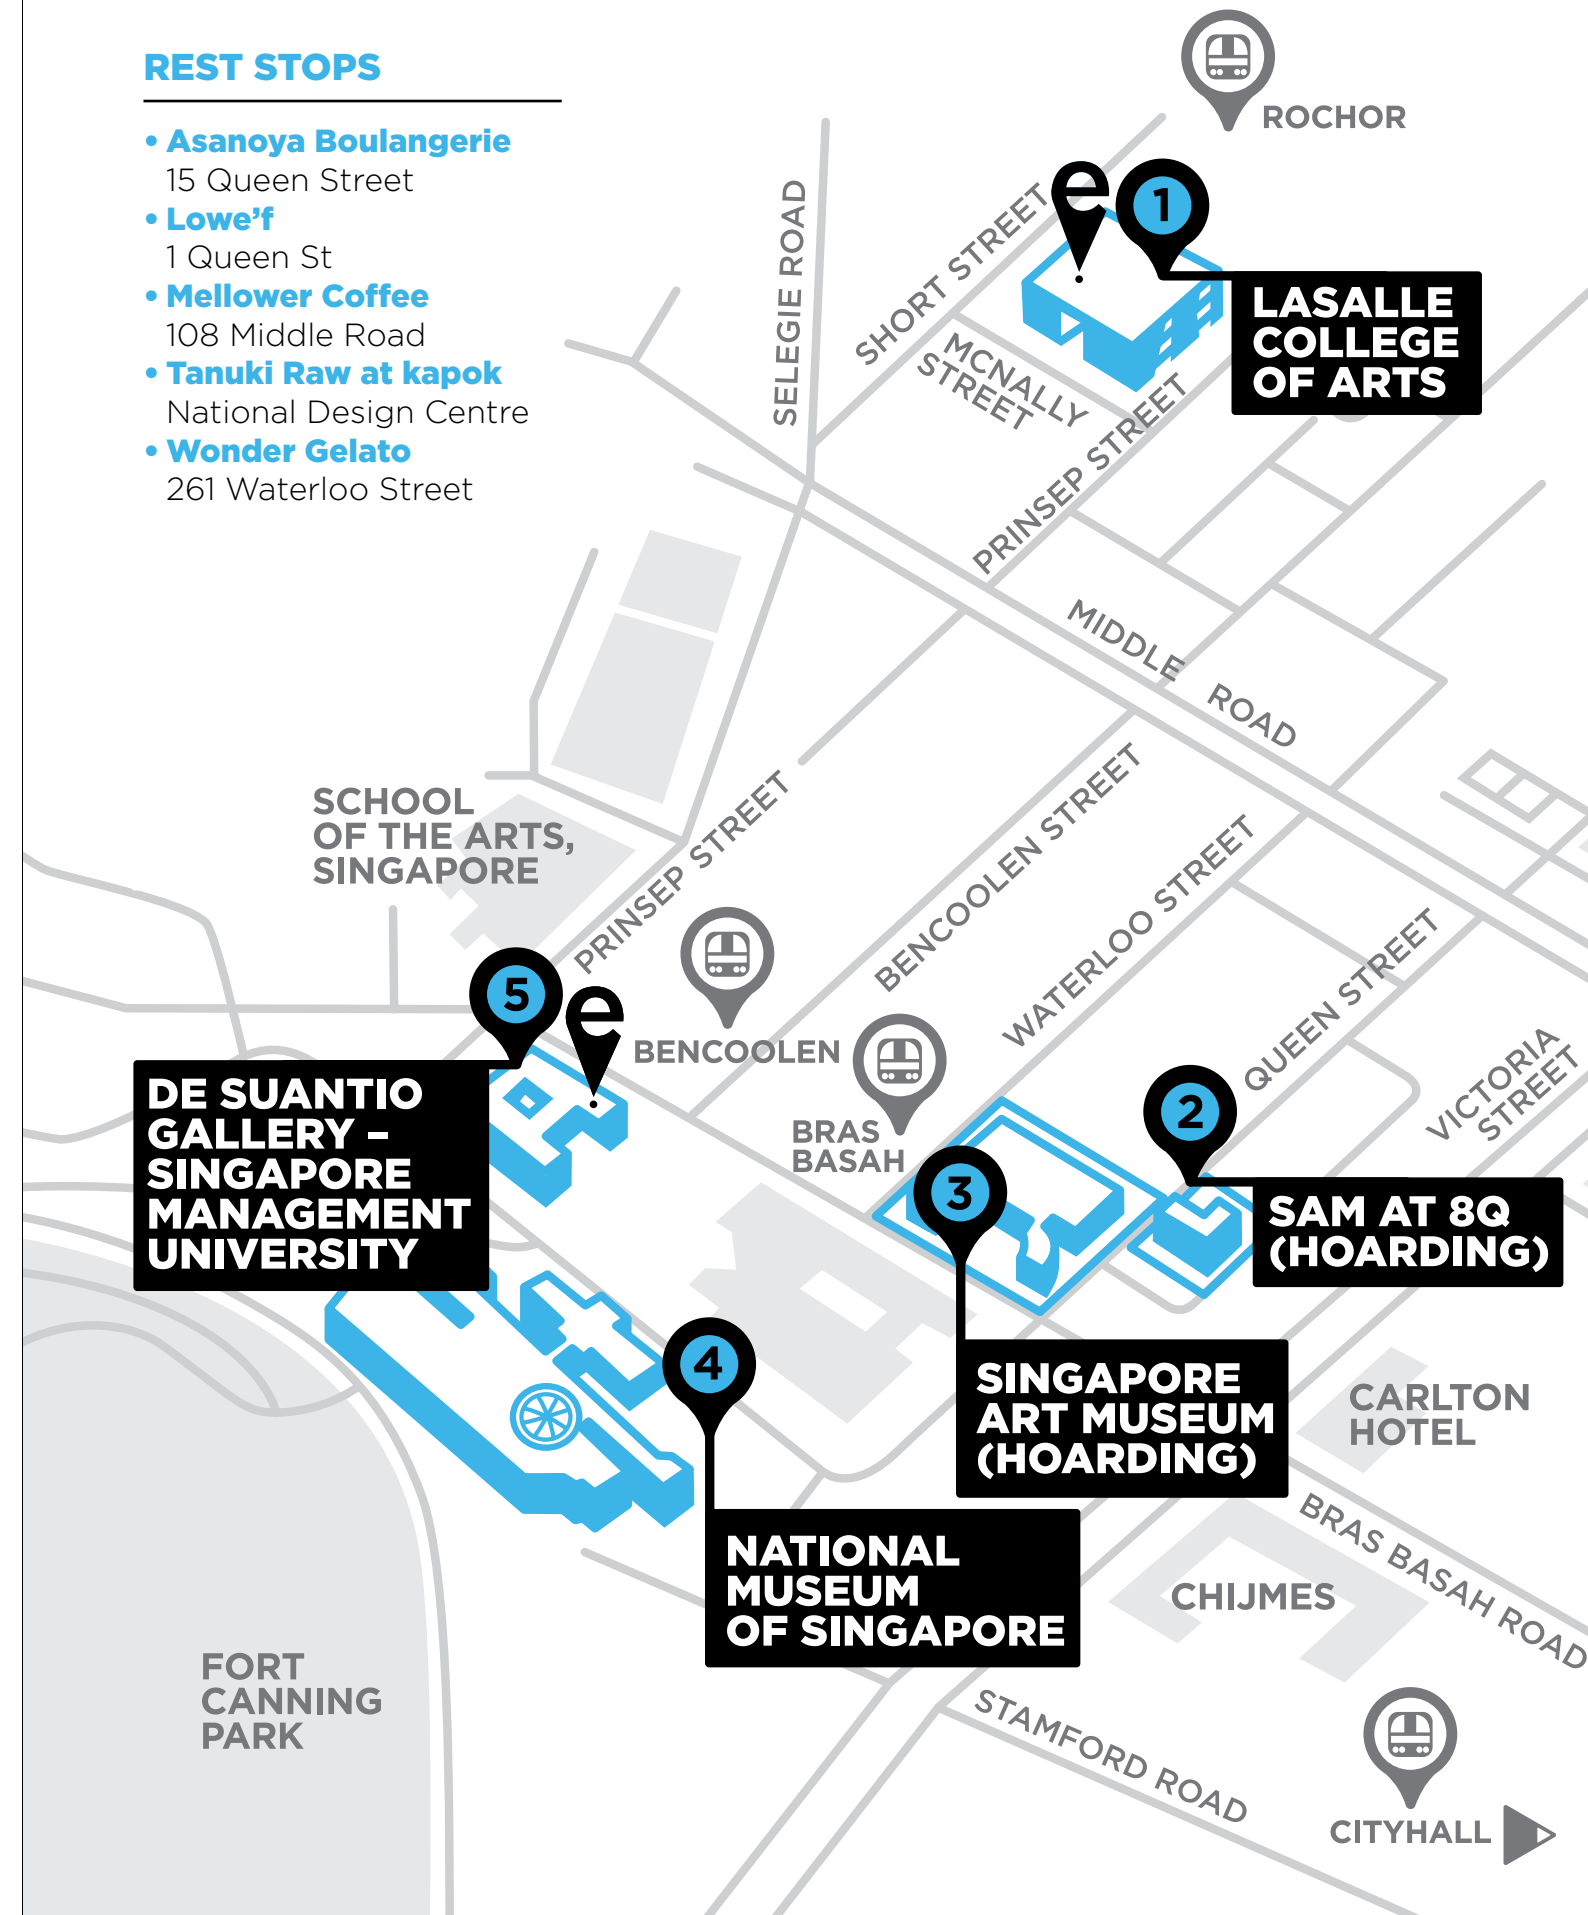 REST STOPS
• Asanoya Boulangerie
15 Queen Street
• Lowe’f
1 Queen St
• Mellower Coffee
108 Middle Road
• Tanuki Raw at kapok
National Design Centre
• Wonder Gelato
261 Waterloo Street
ROCHOR
e
1
LASALLE
COLLEGE
OF ARTS
SELEGIE ROAD
SHORT STREET
MCNALLY
STREET
PRINSEP STREET
MIDDLE ROAD
SCHOOL
OF THE ARTS,
SINGAPORE
PRINSEP STREET
BENCOOLEN STREET
WATERLOO STREET
QUEEN STREET
VICTORIA
STREET
5
e
BENCOOLEN
BRAS
BASAH
DE SUANTIO
GALLERY –
SINGAPORE
MANAGEMENT
UNIVERSITY
2
SAM AT 8Q
(HOARDING)
3
SINGAPORE
ART MUSEUM
(HOARDING)
4
NATIONAL
MUSEUM
OF SINGAPORE
CARLTON
HOTEL
BRAS BASAH ROAD
CHIJMES
FORT
CANNING
PARK
STAMFORD ROAD
CITYHALL